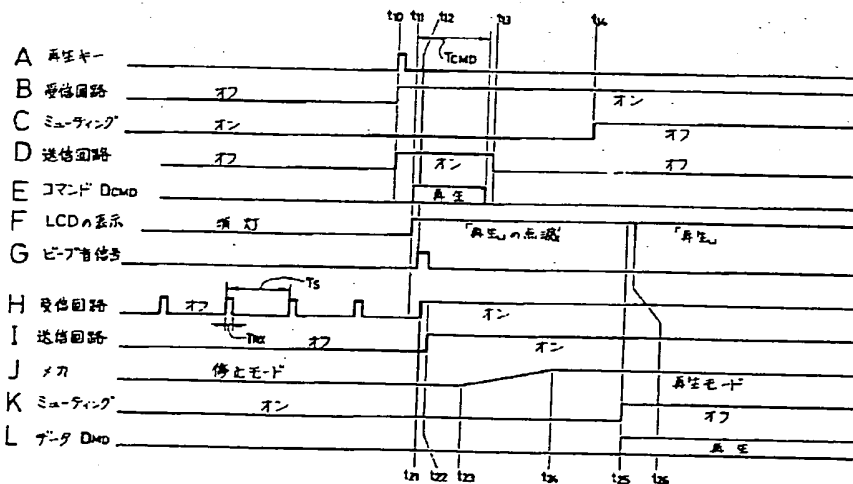 t10 t11 t12 t13 t14
TCMD
A 再生キー
B 受信回路 オフ オン
C ミューティング オン オフ
D 送信回路 オフ オン オフ
E コマンド DCMD 再生
F LCDの表示 消灯 「再生」の点滅 「再生」
G ビープ音信号
TS
H 受信回路 オフ オン
TRX
I 送信回路 オフ オン
J メカ 停止モード 再生モード
K ミューティング オン オフ
L データ DMD 再生
t21 t22 t23 t24 t25 t26